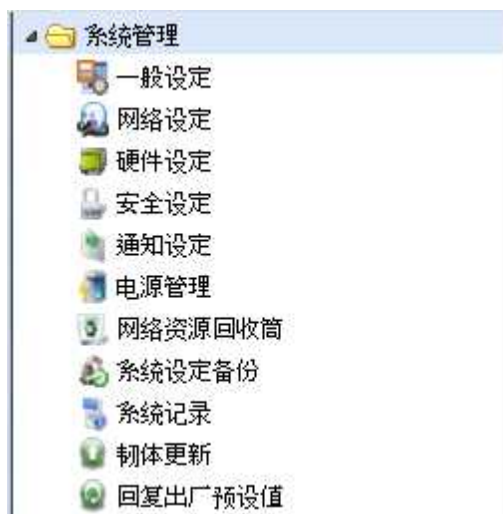 系统管理
一般设定
网络设定
硬件设定
安全设定
通知设定
电源管理
网络资源回收筒
系统设定备份
系统记录
韧体更新
回复出厂预设值